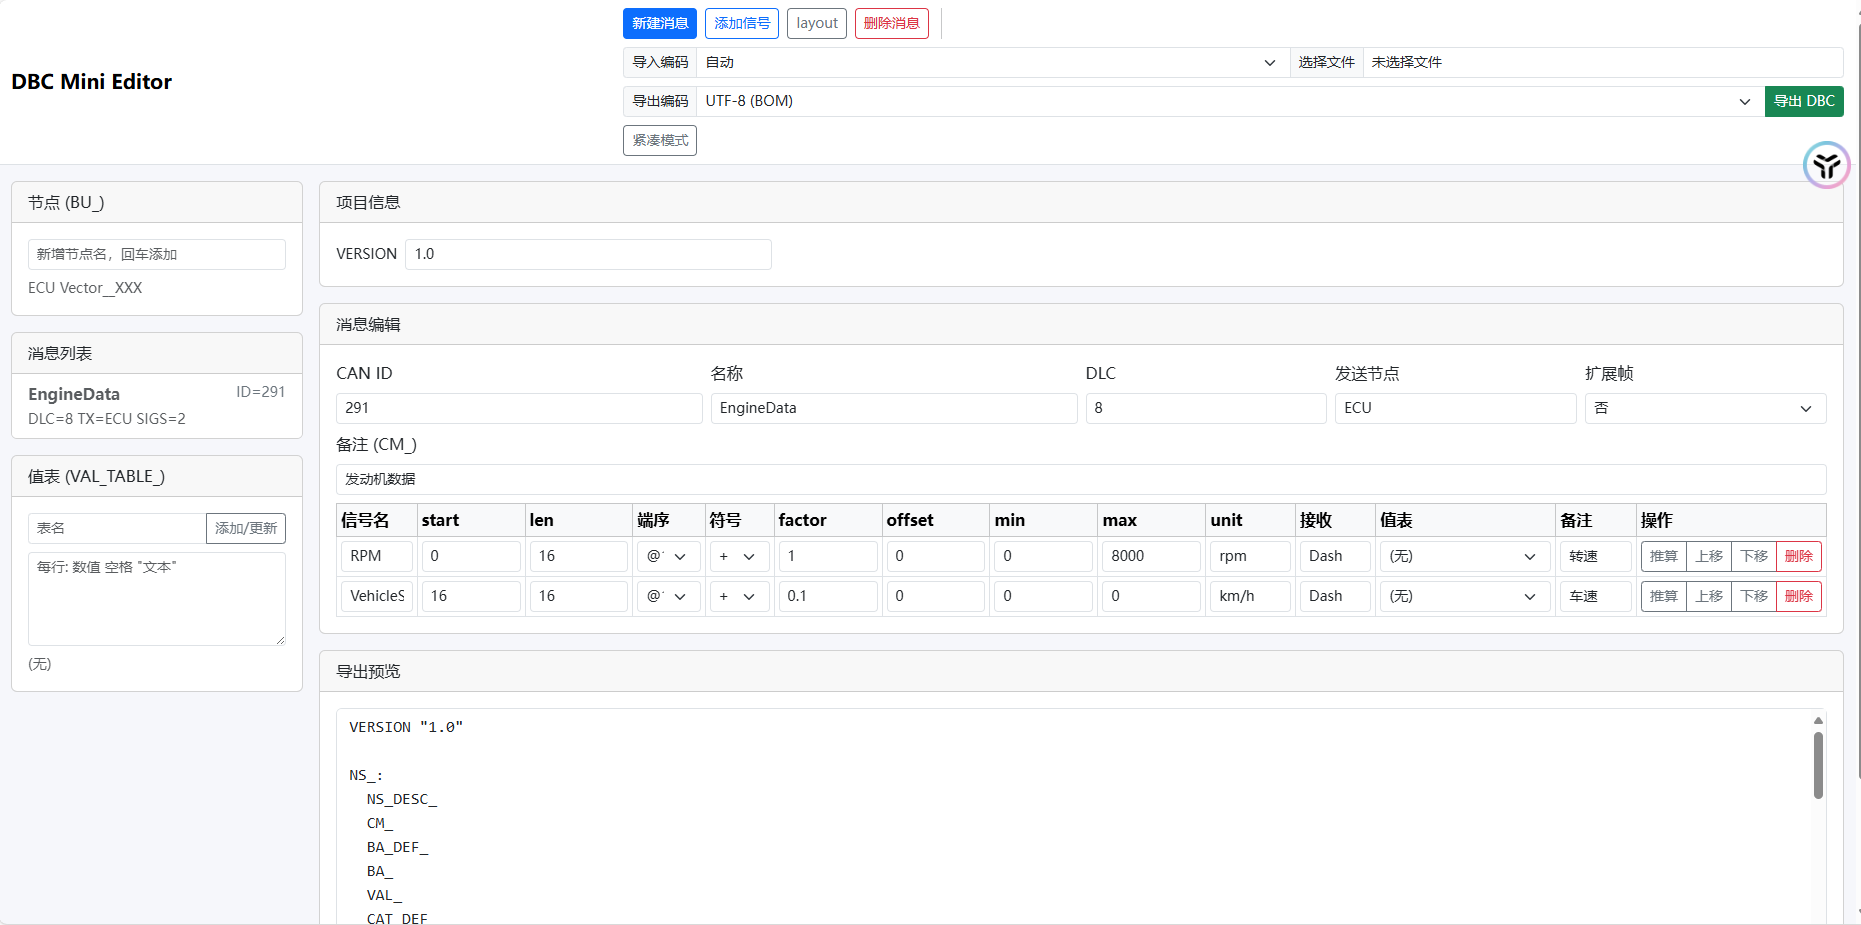 DBC Mini Editor
新建消息 添加信号 layout 删除消息
导入编码 自动 选择文件 未选择文件
导出编码 UTF-8 (BOM) 导出 DBC
紧凑模式
节点 (BU_)
新增节点名，回车添加
ECU Vector__XXX
消息列表
EngineData ID=291
DLC=8 TX=ECU SIGS=2
值表 (VAL_TABLE_)
表名 添加/更新
每行: 数值 空格 "文本"
(无)
项目信息
VERSION 1.0
消息编辑
CAN ID 名称 DLC 发送节点 扩展帧
291 EngineData 8 ECU 否
备注 (CM_)
发动机数据
信号名 start len 端序 符号 factor offset min max unit 接收 值表 备注 操作
RPM 0 16 @ + 1 0 0 8000 rpm Dash (无) 转速 推算 上移 下移 删除
VehicleS 16 16 @ + 0.1 0 0 0 km/h Dash (无) 车速 推算 上移 下移 删除
导出预览
VERSION "1.0"
NS_:
NS_DESC_
CM_
BA_DEF_
BA_
VAL_
CAT_DEF_